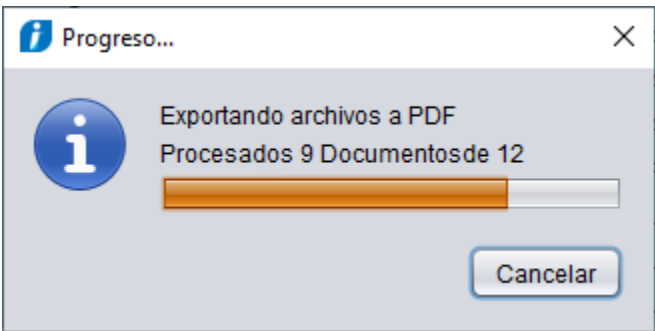 Progreso...
Exportando archivos a PDF
Procesados 9 Documentosde 12
Cancelar